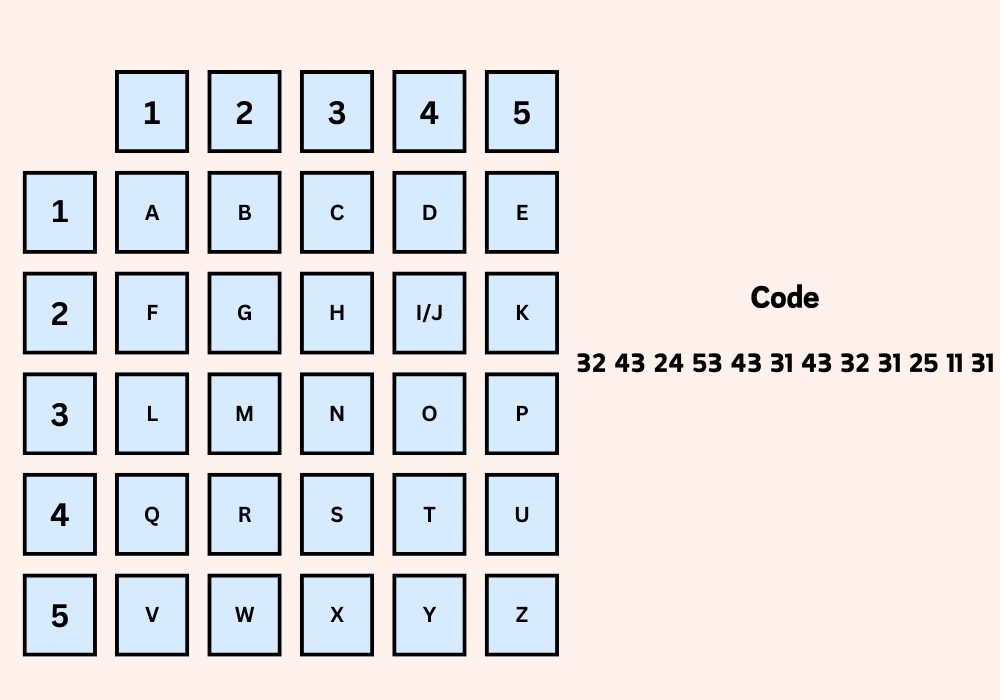 1 2 3 4 5
1 A B C D E
2 F G H I/J K
3 L M N O P
4 Q R S T U
5 V W X Y Z
Code
32 43 24 53 43 31 43 32 31 25 11 31